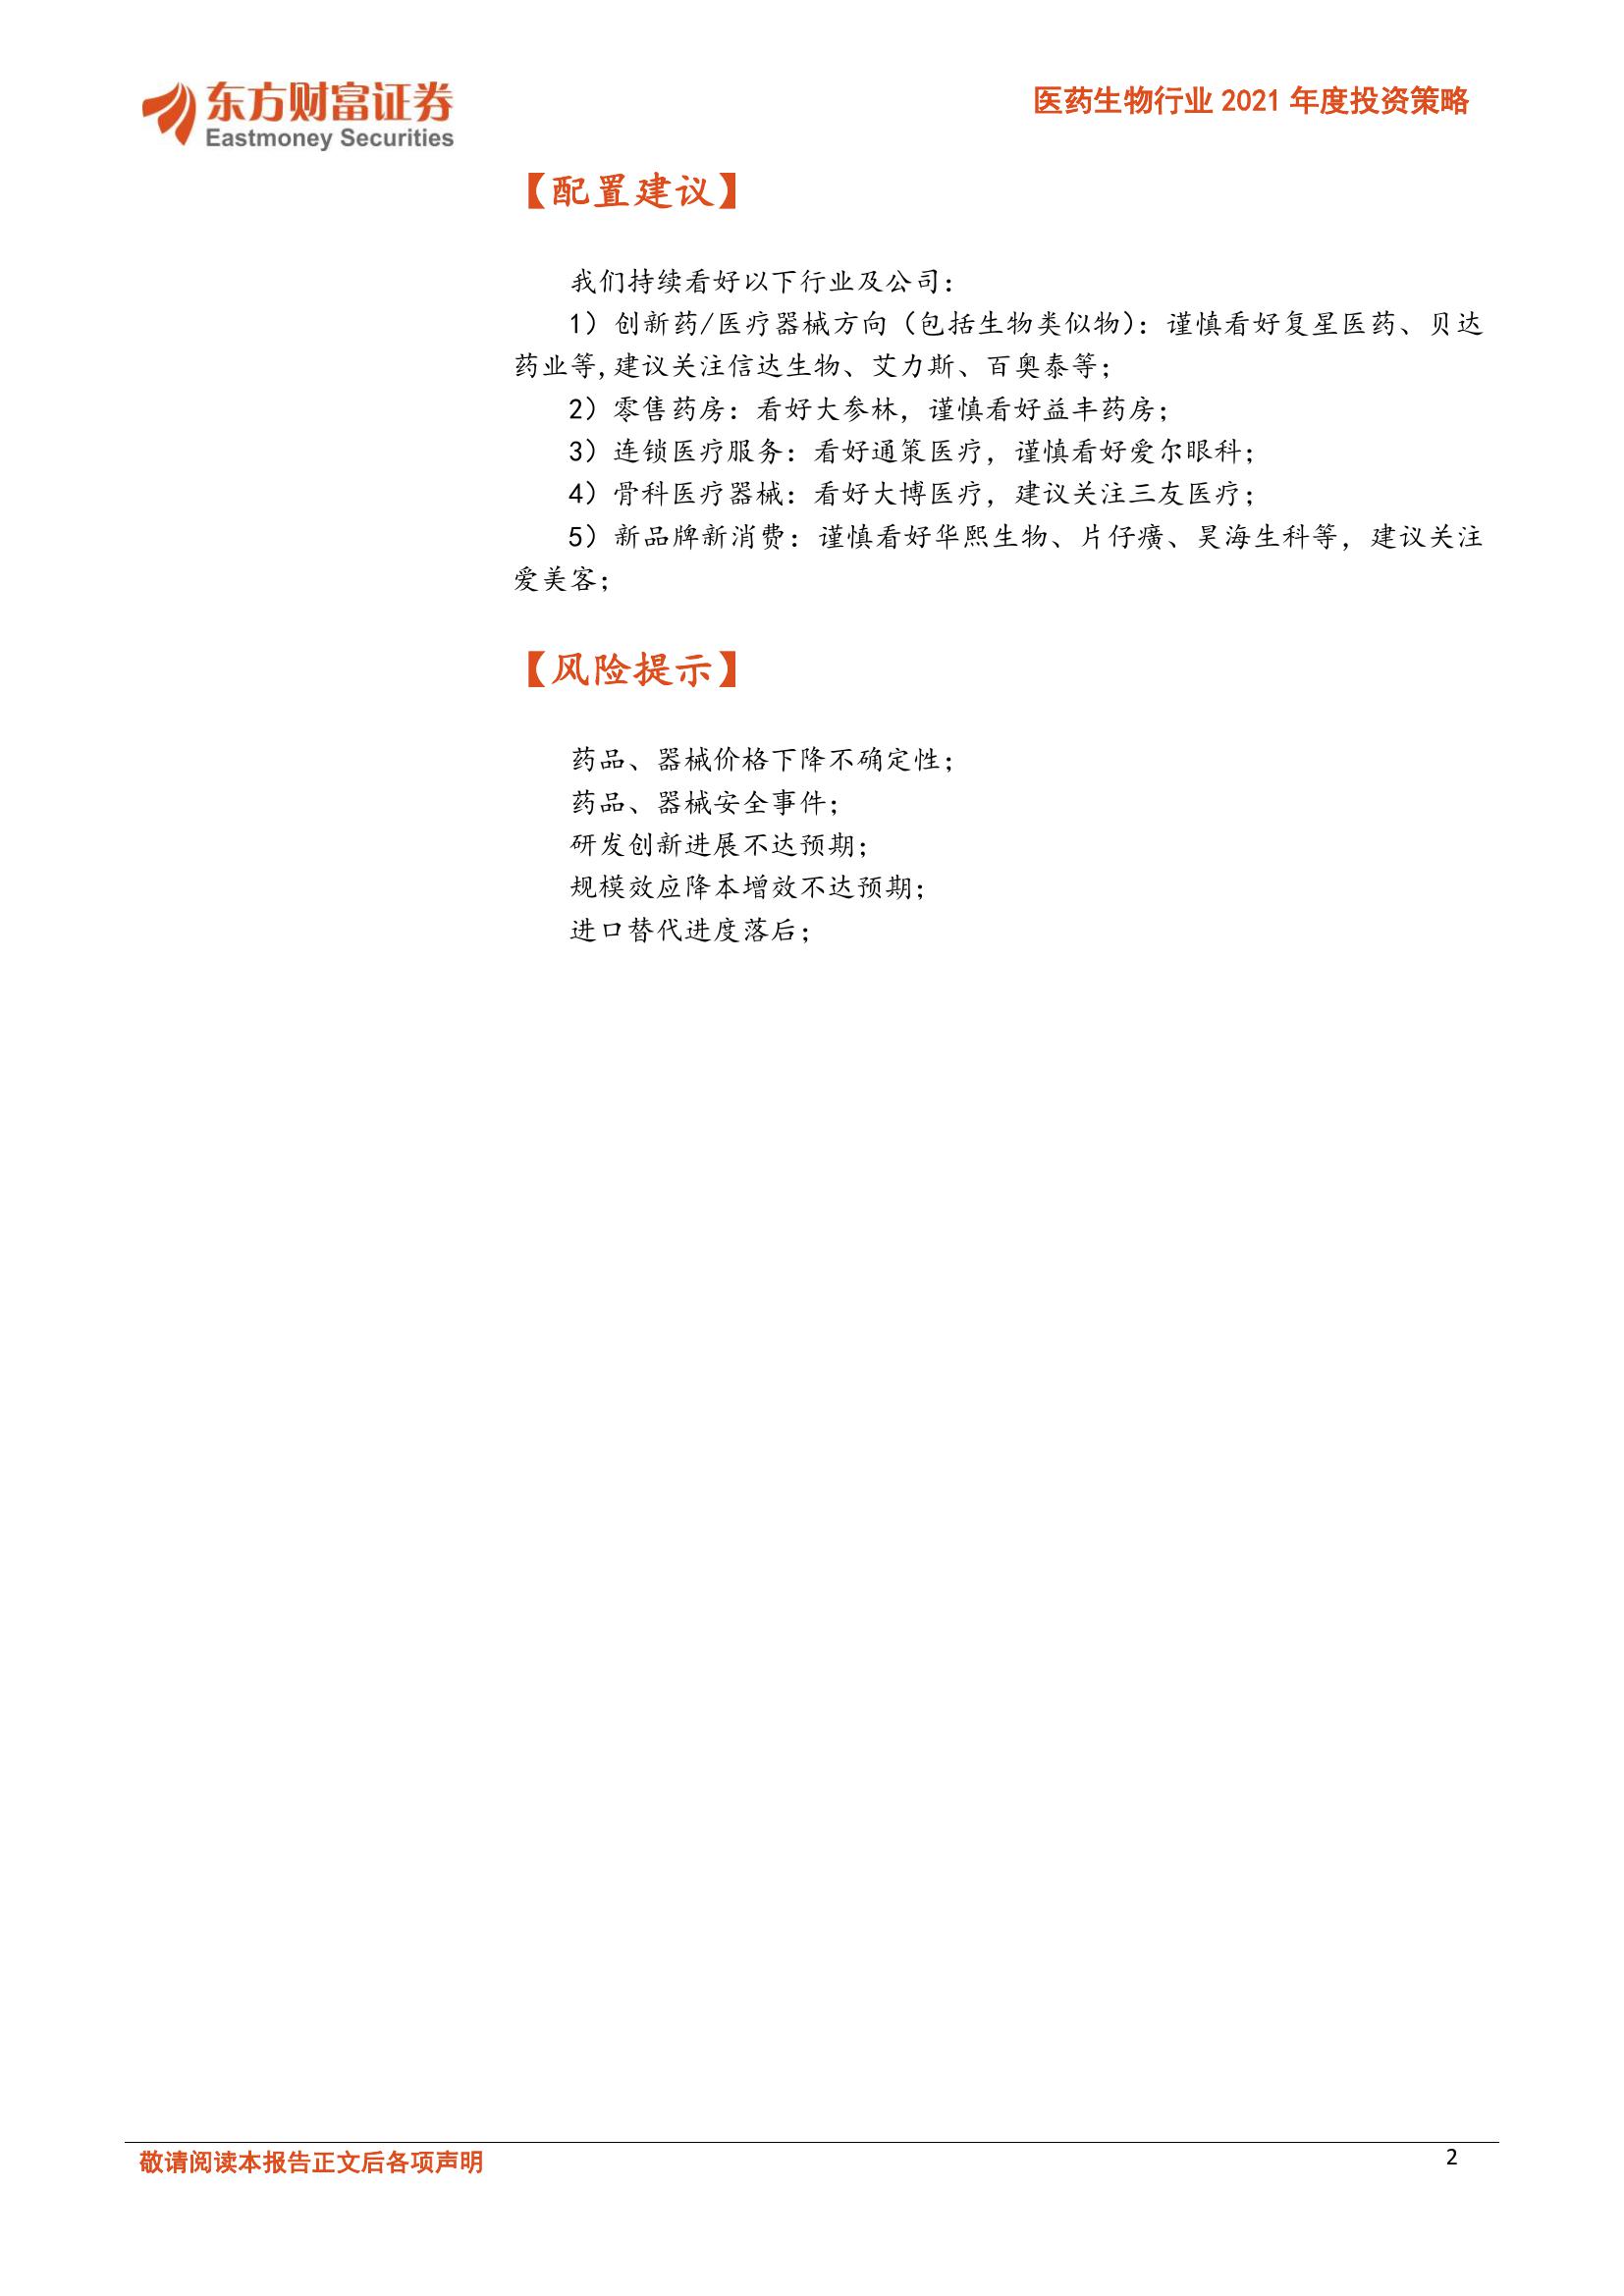 东方财富证券
Eastmoney Securities
医药生物行业 2021 年度投资策略
【配置建议】
我们持续看好以下行业及公司：
1）创新药/医疗器械方向（包括生物类似物）：谨慎看好复星医药、贝达
药业等,建议关注信达生物、艾力斯、百奥泰等；
2）零售药房：看好大参林，谨慎看好益丰药房；
3）连锁医疗服务：看好通策医疗，谨慎看好爱尔眼科；
4）骨科医疗器械：看好大博医疗，建议关注三友医疗；
5）新品牌新消费：谨慎看好华熙生物、片仔癀、昊海生科等，建议关注
爱美客；
【风险提示】
药品、器械价格下降不确定性；
药品、器械安全事件；
研发创新进展不达预期；
规模效应降本增效不达预期；
进口替代进度落后；
敬请阅读本报告正文后各项声明
2